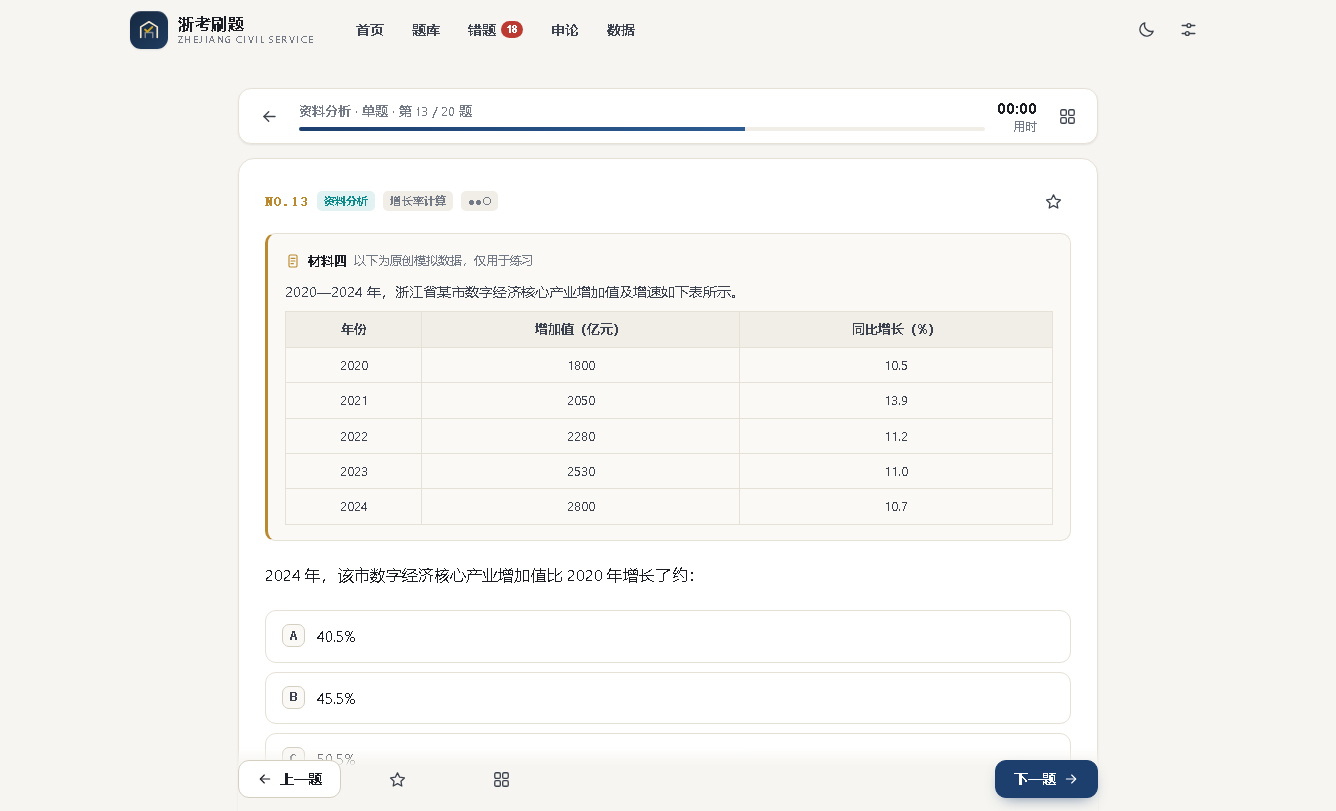 浙考刷题
ZHEJIANG CIVIL SERVICE
首页 题库 错题 18 申论 数据
资料分析 · 单题 · 第 13 / 20 题
00:00
用时
NO.13 资料分析 增长率计算
材料四 以下为原创模拟数据，仅用于练习
2020—2024 年，浙江省某市数字经济核心产业增加值及增速如下表所示。
年份 增加值（亿元） 同比增长（%）
2020 1800 10.5
2021 2050 13.9
2022 2280 11.2
2023 2530 11.0
2024 2800 10.7
2024 年，该市数字经济核心产业增加值比 2020 年增长了约：
A 40.5%
B 45.5%
C 50.5%
上一题 下一题